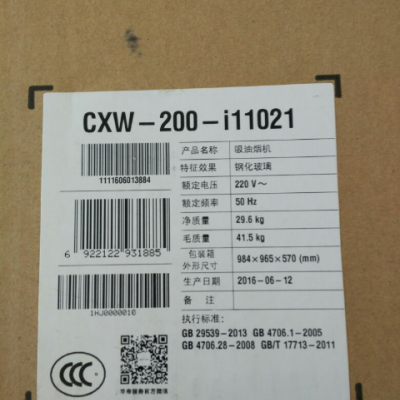 CXW-200-i11021
1111606013884
6 922122 931885
IHJ0000010
产品名称 吸油烟机
特征效果 钢化玻璃
额定电压 220 V~
额定频率 50 Hz
净质量 29.6 kg
毛质量 41.5 kg
包装箱
外形尺寸 984×965×570 (mm)
生产日期 2016-06-12
备注 /
执行标准:
GB 29539-2013 GB 4706.1-2005
GB 4706.28-2008 GB/T 17713-2011
CCC